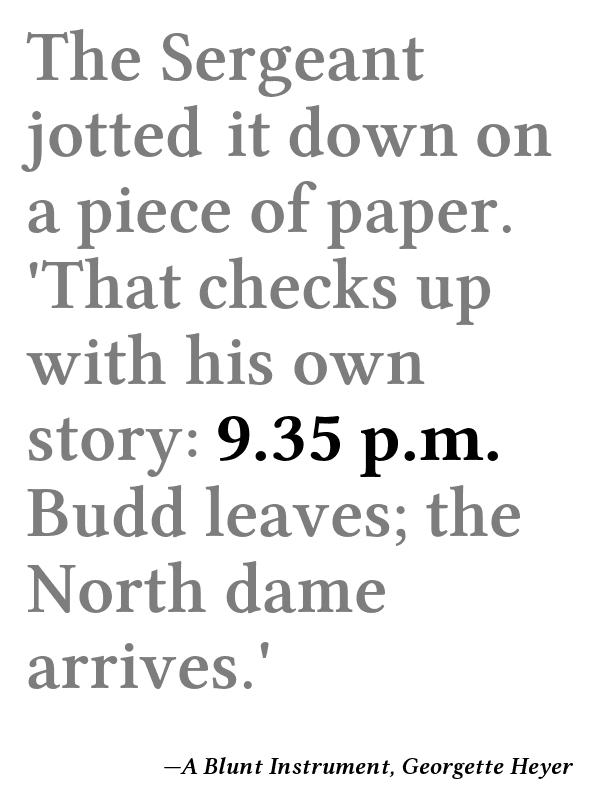 The Sergeant
jotted it down on
a piece of paper.
'That checks up
with his own
story: 9.35 p.m.
Budd leaves; the
North dame
arrives.'
—A Blunt Instrument, Georgette Heyer